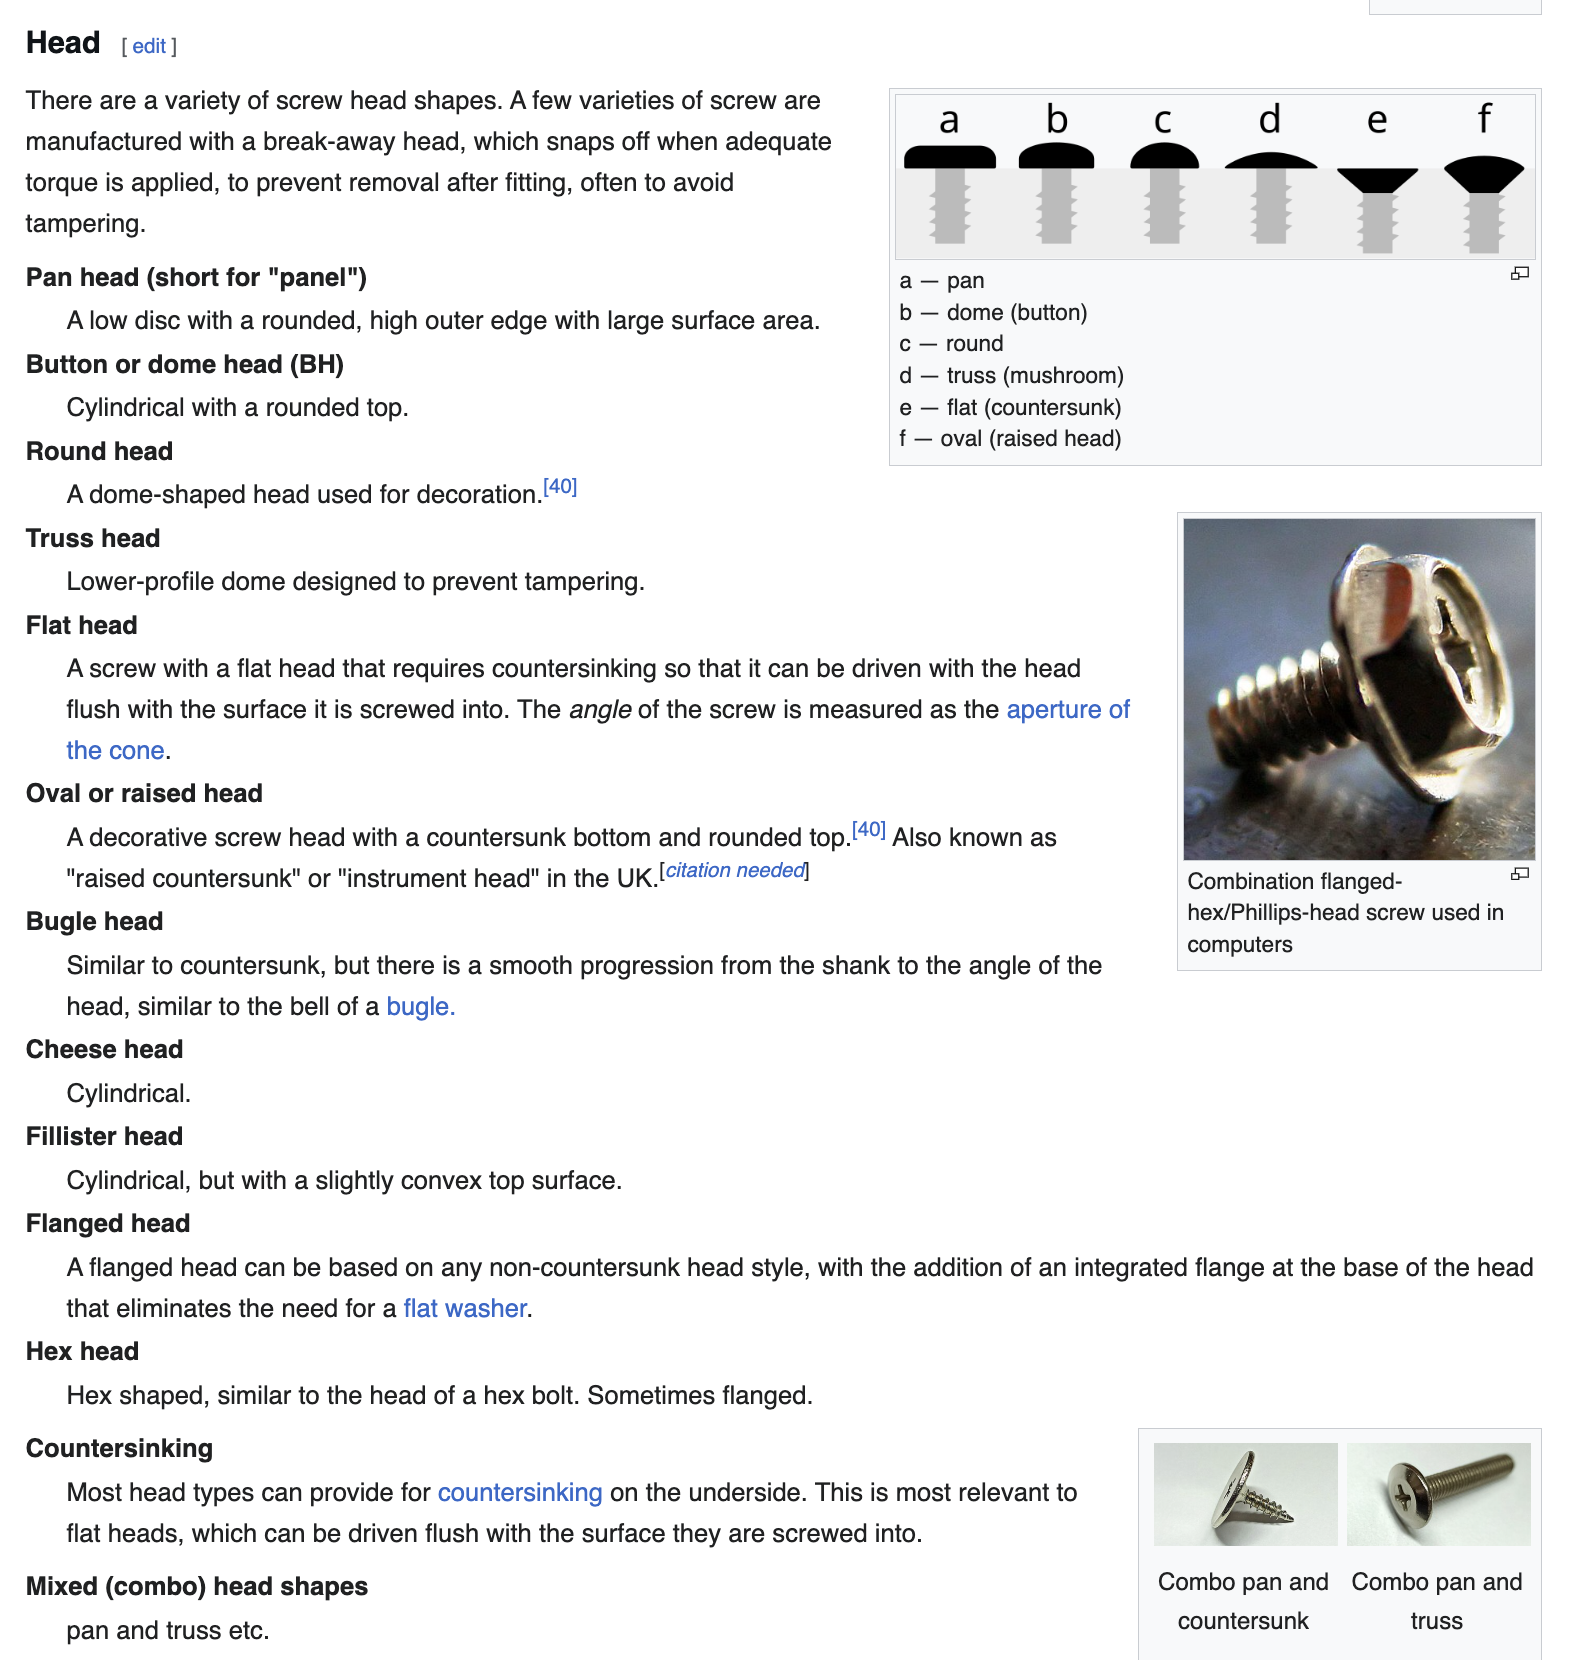 Head [ edit ]
There are a variety of screw head shapes. A few varieties of screw are
manufactured with a break-away head, which snaps off when adequate
torque is applied, to prevent removal after fitting, often to avoid
tampering.
Pan head (short for "panel")
A low disc with a rounded, high outer edge with large surface area.
Button or dome head (BH)
Cylindrical with a rounded top.
Round head
A dome-shaped head used for decoration.[40]
Truss head
Lower-profile dome designed to prevent tampering.
Flat head
A screw with a flat head that requires countersinking so that it can be driven with the head
flush with the surface it is screwed into. The angle of the screw is measured as the aperture of
the cone.
Oval or raised head
A decorative screw head with a countersunk bottom and rounded top.[40] Also known as
"raised countersunk" or "instrument head" in the UK.[citation needed]
Bugle head
Similar to countersunk, but there is a smooth progression from the shank to the angle of the
head, similar to the bell of a bugle.
Cheese head
Cylindrical.
Fillister head
Cylindrical, but with a slightly convex top surface.
Flanged head
A flanged head can be based on any non-countersunk head style, with the addition of an integrated flange at the base of the head
that eliminates the need for a flat washer.
Hex head
Hex shaped, similar to the head of a hex bolt. Sometimes flanged.
Countersinking
Most head types can provide for countersinking on the underside. This is most relevant to
flat heads, which can be driven flush with the surface they are screwed into.
Mixed (combo) head shapes
pan and truss etc.
a b c d e f
a — pan
b — dome (button)
c — round
d — truss (mushroom)
e — flat (countersunk)
f — oval (raised head)
Combination flanged-
hex/Phillips-head screw used in
computers
Combo pan and
countersunk
Combo pan and
truss